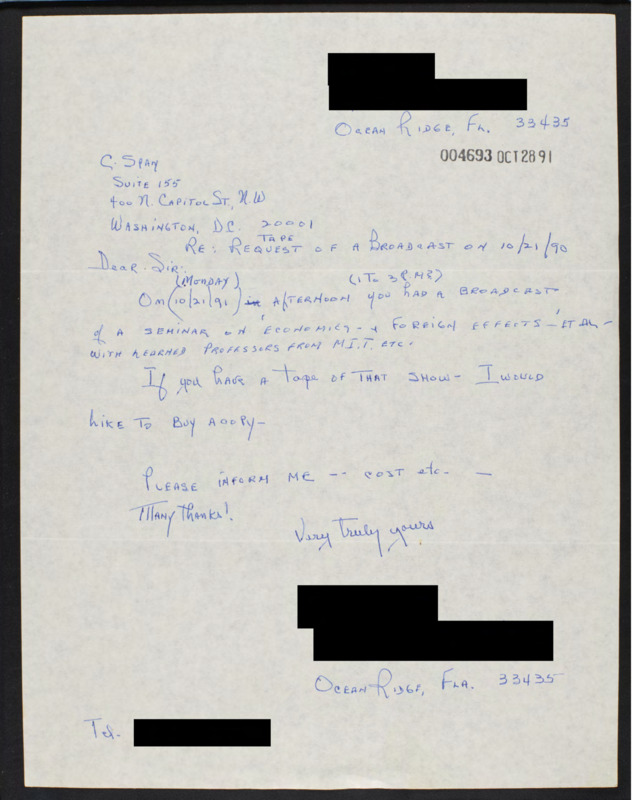 Ocean Ridge, Fla. 33435
004693 OCT 28 91
C. Span
Suite 155
400 N. Capitol St, N.W
Washington, D.C. 20001
Re: Request of a Tape Broadcast on 10/21/90
Dear Sir:
(Monday) (1 to 3 P.M?)
On (10/21/91) in afternoon you had a broadcast
of a seminar on 'Economics - & Foreign Effects - 'et al -
with learned professors from M.I.T. etc.
If you have a tape of that show - I would
like to buy a copy -
Please inform me -- cost etc. —
Many thanks!
Very truly yours
Ocean Ridge, Fla. 33435
Tel.